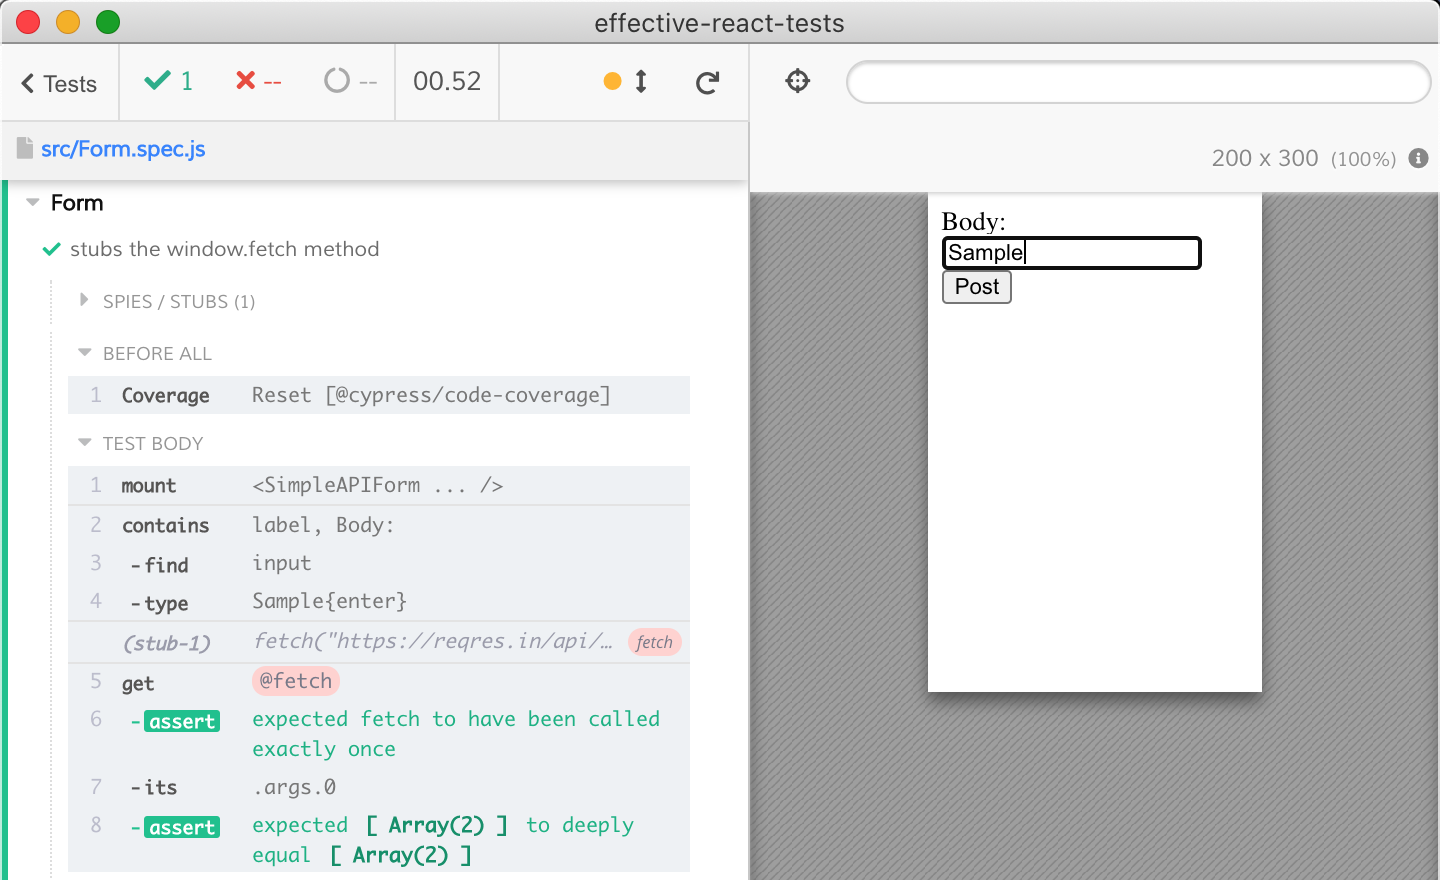 effective-react-tests
Tests
1
--
--
00.52
src/Form.spec.js
200 x 300 (100%)
Form
stubs the window.fetch method
SPIES / STUBS (1)
BEFORE ALL
1 Coverage Reset [@cypress/code-coverage]
TEST BODY
1 mount <SimpleAPIForm ... />
2 contains label, Body:
3 -find input
4 -type Sample{enter}
(stub-1) fetch("https://reqres.in/api/… fetch
5 get @fetch
6 -assert expected fetch to have been called
exactly once
7 -its .args.0
8 -assert expected [ Array(2) ] to deeply
equal [ Array(2) ]
Body:
Sample
Post